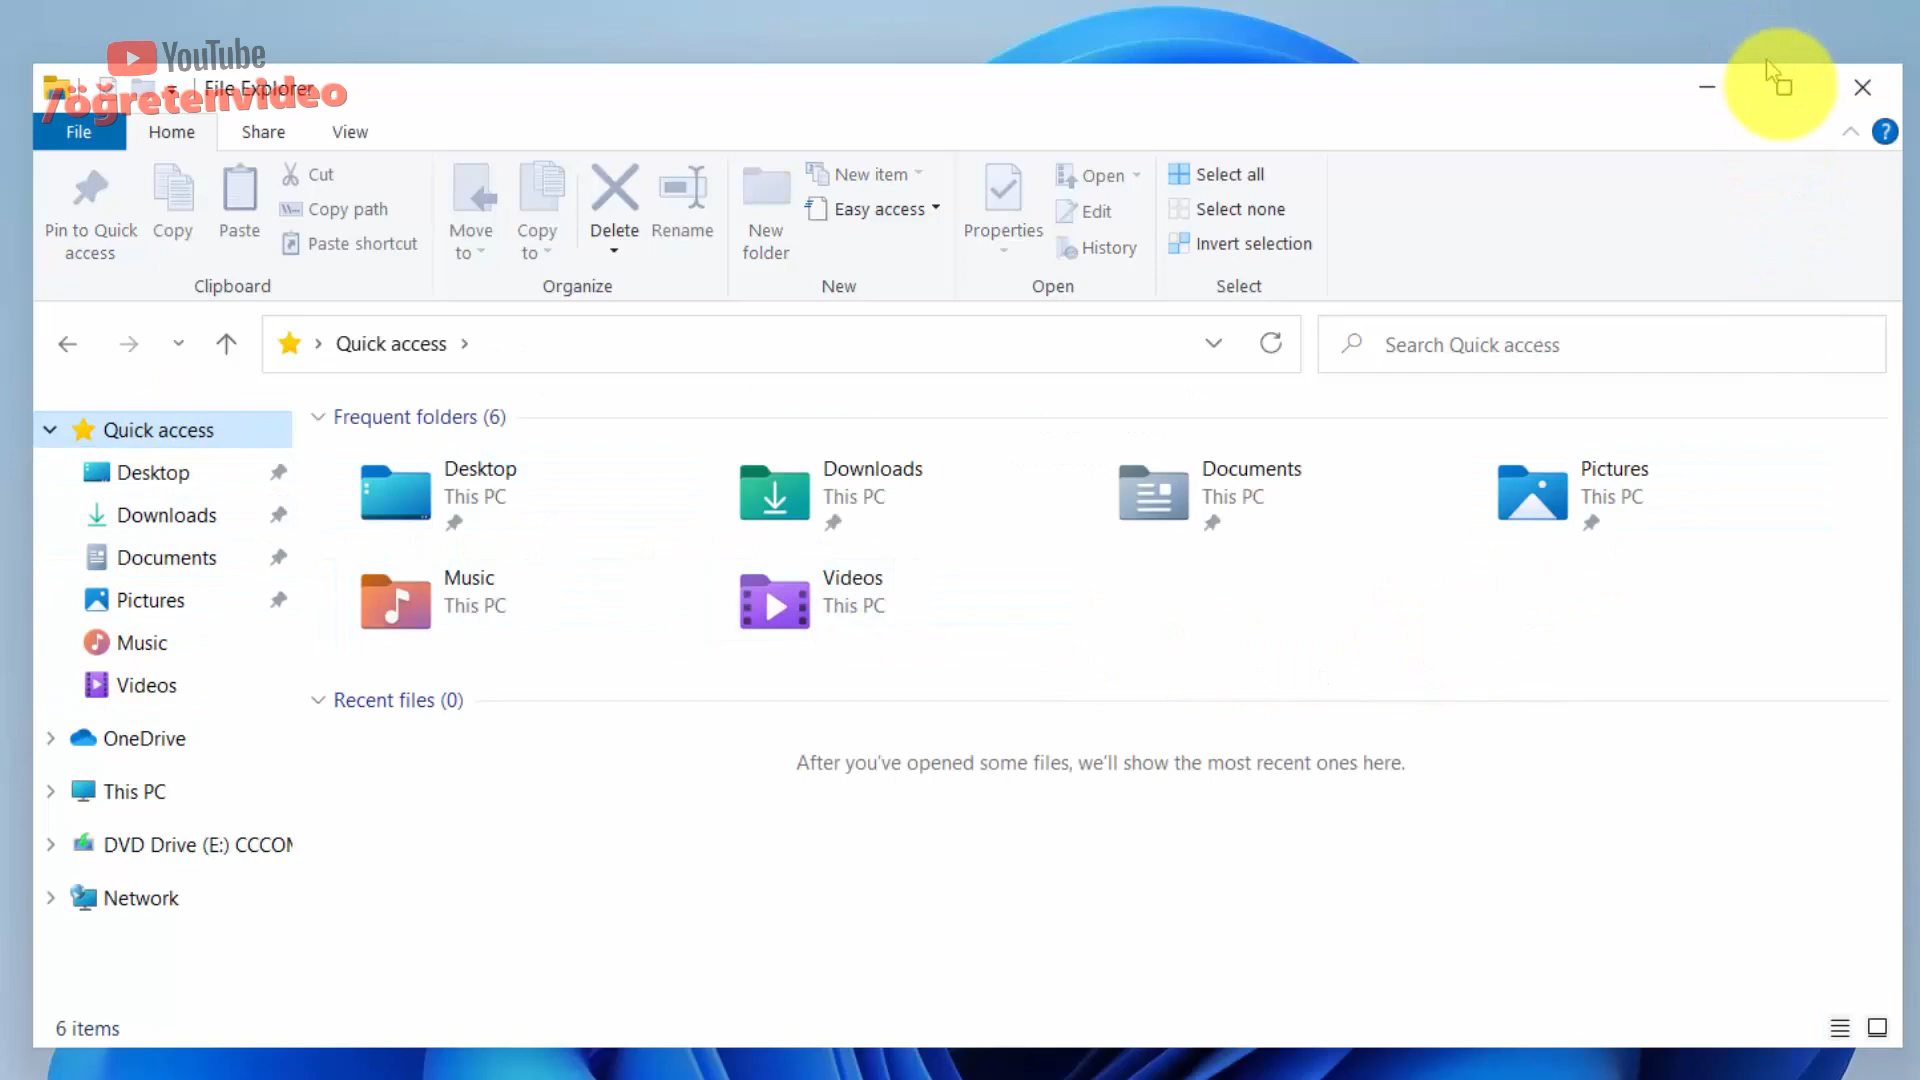 YouTube
7öğretenvideo
File Explorer
File Home Share View
Pin to Quick access
Copy
Paste
Cut
Copy path
Paste shortcut
Clipboard
Move to
Copy to
Delete
Rename
Organize
New folder
New item
Easy access
New
Properties
Open
Edit
History
Open
Select all
Select none
Invert selection
Select
Quick access
Search Quick access
Quick access
Desktop
Downloads
Documents
Pictures
Music
Videos
OneDrive
This PC
DVD Drive (E:) CCCO
Network
Frequent folders (6)
Desktop
This PC
Downloads
This PC
Documents
This PC
Pictures
This PC
Music
This PC
Videos
This PC
Recent files (0)
After you've opened some files, we'll show the most recent ones here.
6 items